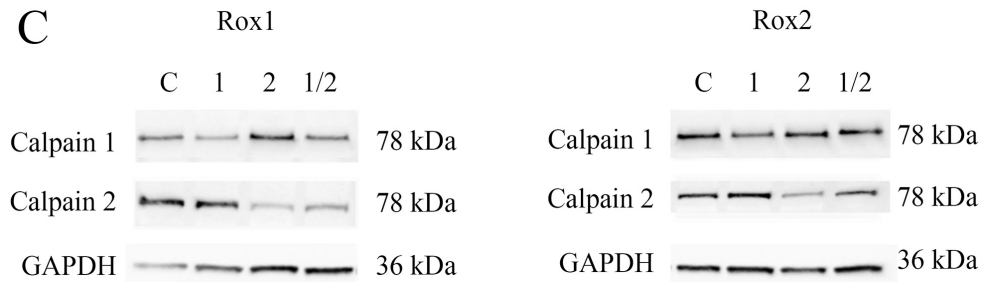 C
Rox1
C 1 2 1/2
Calpain 1 78 kDa
Calpain 2 78 kDa
GAPDH 36 kDa
Rox2
C 1 2 1/2
Calpain 1 78 kDa
Calpain 2 78 kDa
GAPDH 36 kDa